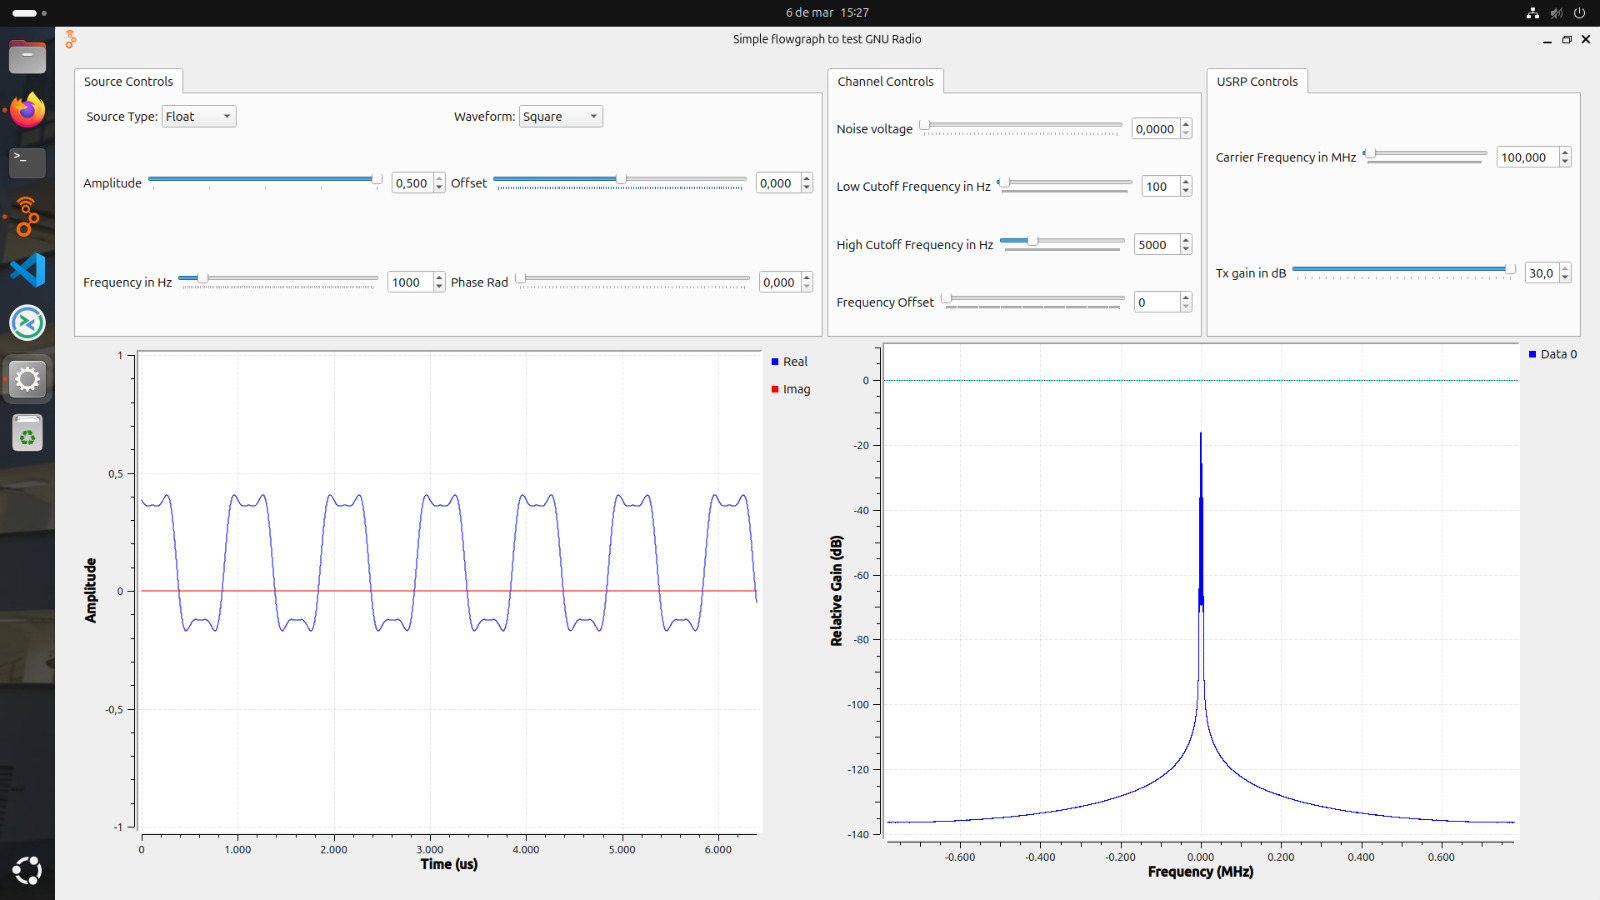 6 de mar 15:27
Simple flowgraph to test GNU Radio
Source Controls
Source Type: Float
Waveform: Square
Amplitude 0,500
Offset 0,000
Frequency in Hz 1000
Phase Rad 0,000
Channel Controls
Noise voltage 0,0000
Low Cutoff Frequency in Hz 100
High Cutoff Frequency in Hz 5000
Frequency Offset 0
USRP Controls
Carrier Frequency in MHz 100,000
Tx gain in dB 30,0
1
0,5
0
-0,5
-1
Amplitude
0 1.000 2.000 3.000 4.000 5.000 6.000
Time (us)
Real
Imag
0
-20
-40
-60
-80
-100
-120
-140
Relative Gain (dB)
-0.600 -0.400 -0.200 0.000 0.200 0.400 0.600
Frequency (MHz)
Data 0